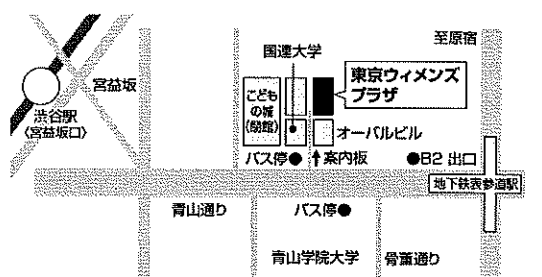 国連大学
至原宿
宮益坂
こども
の城
(閉館)
東京ウィメンズ
プラザ
渋谷駅
(宮益坂口)
オーバルビル
バス停●
↑案内板
●B2 出口
地下鉄表参道駅
青山通り
バス停●
青山学院大学
骨董通り